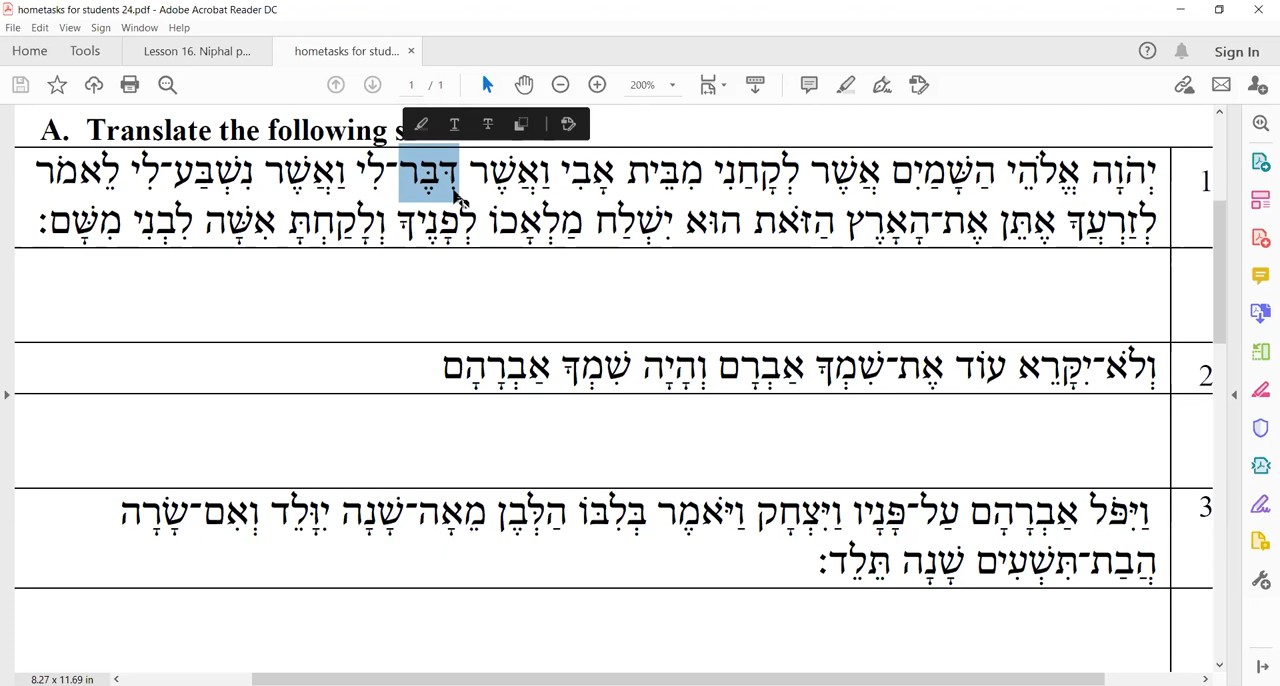 hometasks for students 24.pdf - Adobe Acrobat Reader DC
File Edit View Sign Window Help
Home Tools Lesson 16. Niphal p... hometasks for stud... × Sign In
1 / 1 200%
A. Translate the following s
1 יְהֹוָה אֱלֹהֵי הַשָּׁמַיִם אֲשֶׁר לְקָחַנִי מִבֵּית אָבִי וַאֲשֶׁר דִּבֶּר־לִי וַאֲשֶׁר נִשְׁבַּע־לִי לֵאמֹר
לְזַרְעֲךָ אֶתֵּן אֶת־הָאָרֶץ הַזֹּאת הוּא יִשְׁלַח מַלְאָכוֹ לְפָנֶיךָ וְלָקַחְתָּ אִשָּׁה לִבְנִי מִשָּׁם׃
2 וְלֹא־יִקָּרֵא עוֹד אֶת־שִׁמְךָ אַבְרָם וְהָיָה שִׁמְךָ אַבְרָהָם
3 וַיִּפֹּל אַבְרָהָם עַל־פָּנָיו וַיִּצְחָק וַיֹּאמֶר בְּלִבּוֹ הַלְּבֶן מֵאָה־שָׁנָה יִוָּלֵד וְאִם־שָׂרָה
הֲבַת־תִּשְׁעִים שָׁנָה תֵּלֵד׃
8.27 x 11.69 in